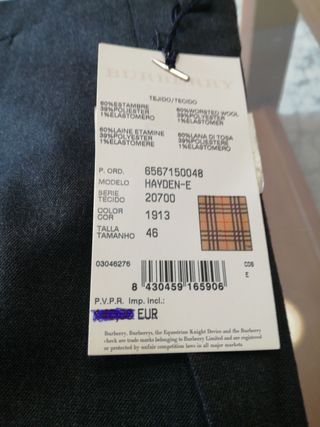 BURBERRY
TEJIDO/TECIDO
60%ESTAMBRE
39%POLIESTER
1%ELASTOMERO
60%WORSTED WOOL
39%POLYESTER
1%ELASTOMER
60%LAINE ETAMINE
39%POLIESTERE
1%ELASTOMERE
60%LANA DI TOSA
39%POLIESTERE
1%ELASTOMERO
P. ORD. 6567150048
MODELO HAYDEN-E
SERIE 20700
TECIDO
COLOR 1913
COR
TALLA 46
TAMANHO
03046276
COS
E
8 430459 165906
P.V.P.R. Imp. incl.:
EUR
Burberry, Burberrys, the Equestrian Knight Device and the Burberry
check are trade marks belonging to Burberry Limited and are registered
or protected by unfair competition laws in all major markets